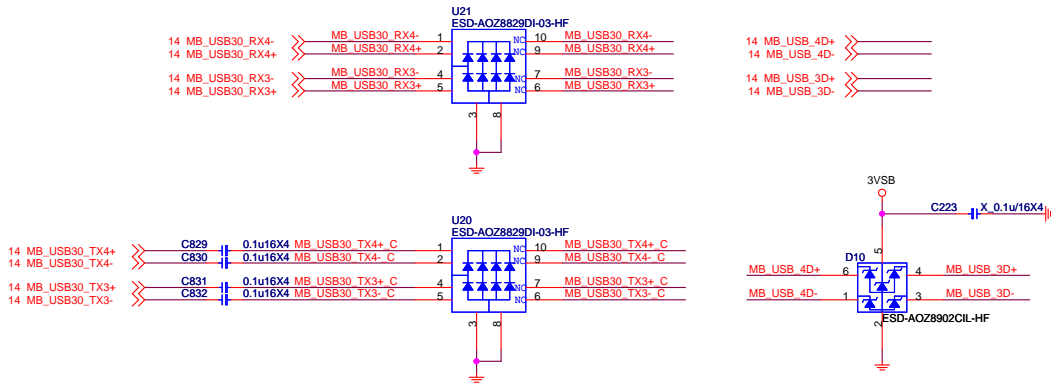 U21
ESD-AOZ8829DI-03-HF
14 MB_USB30_RX4- MB_USB30_RX4- 1 NC 10 MB_USB30_RX4-
14 MB_USB30_RX4+ MB_USB30_RX4+ 2 NC 9 MB_USB30_RX4+
14 MB_USB30_RX3- MB_USB30_RX3- 4 NC 7 MB_USB30_RX3-
14 MB_USB30_RX3+ MB_USB30_RX3+ 5 NC 6 MB_USB30_RX3+
3 8
14 MB_USB_4D+
14 MB_USB_4D-
14 MB_USB_3D+
14 MB_USB_3D-
U20
ESD-AOZ8829DI-03-HF
14 MB_USB30_TX4+ C829 0.1u16X4 MB_USB30_TX4+_C 1 NC 10 MB_USB30_TX4+_C
14 MB_USB30_TX4- C830 0.1u16X4 MB_USB30_TX4-_C 2 NC 9 MB_USB30_TX4-_C
14 MB_USB30_TX3+ C831 0.1u16X4 MB_USB30_TX3+_C 4 NC 7 MB_USB30_TX3+_C
14 MB_USB30_TX3- C832 0.1u16X4 MB_USB30_TX3-_C 5 NC 6 MB_USB30_TX3-_C
3 8
3VSB
C223 X_0.1u/16X4
5
D10
MB_USB_4D+ 6 4 MB_USB_3D+
MB_USB_4D- 1 3 MB_USB_3D-
2
ESD-AOZ8902CIL-HF